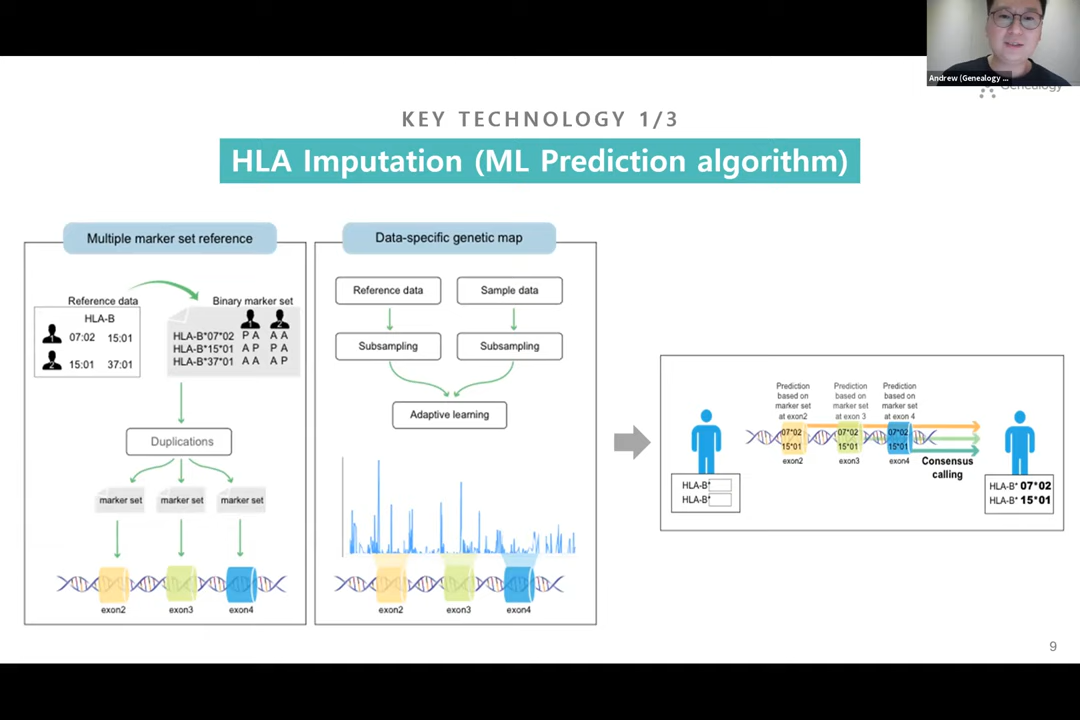 Andrew (Genealogy ...
Genealogy
KEY TECHNOLOGY 1/3
HLA Imputation (ML Prediction algorithm)
Multiple marker set reference
Reference data
Binary marker set
HLA-B
1
07:02 15:01
2
15:01 37:01
1 2
HLA-B*07*02 P A A A
HLA-B*15*01 A P P A
HLA-B*37*01 A A A P
Duplications
marker set marker set marker set
exon2 exon3 exon4
Data-specific genetic map
Reference data Sample data
Subsampling Subsampling
Adaptive learning
exon2 exon3 exon4
Prediction
based on
marker set
at exon2
Prediction
based on
marker set
at exon 3
Prediction
based on
marker set
at exon 4
07*02 07*02 07*02
15*01 15*01 15*01
exon2 exon3 exon4
Consensus
calling
HLA-B*
HLA-B*
HLA-B* 07*02
HLA-B* 15*01
9